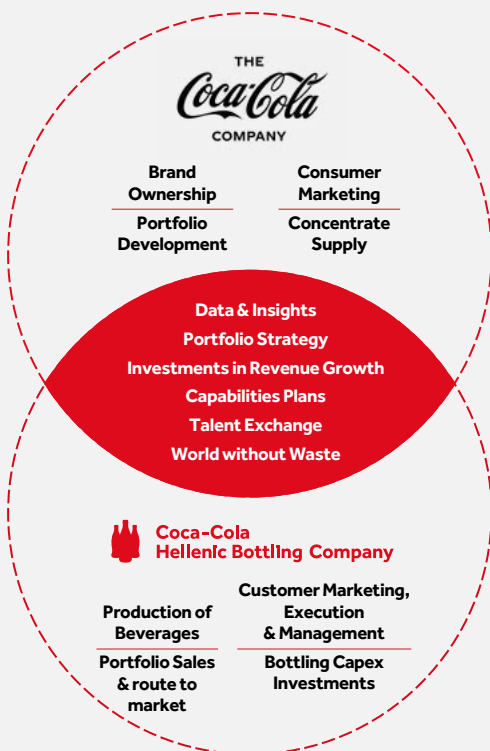 THE
Coca-Cola
COMPANY
Brand
Ownership
Consumer
Marketing
Portfolio
Development
Concentrate
Supply
Data & Insights
Portfolio Strategy
Investments in Revenue Growth
Capabilities Plans
Talent Exchange
World without Waste
Coca-Cola
Hellenic Bottling Company
Production of
Beverages
Customer Marketing,
Execution
& Management
Portfolio Sales
& route to
market
Bottling Capex
Investments